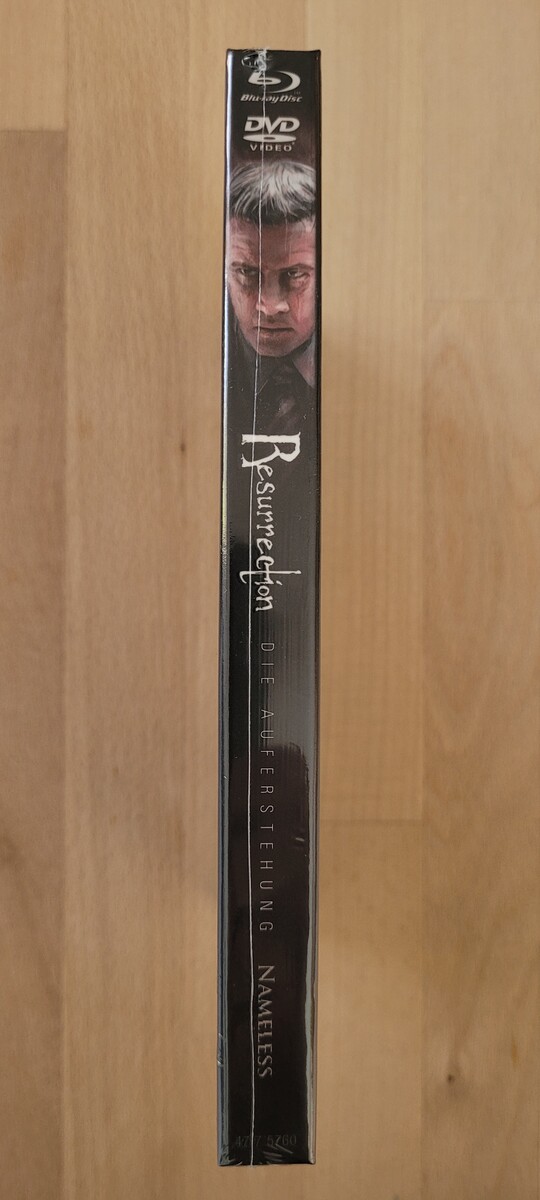 Blu-ray Disc
DVD
VIDEO
Resurrection
DIE AUFERSTEHUNG
NAMELESS